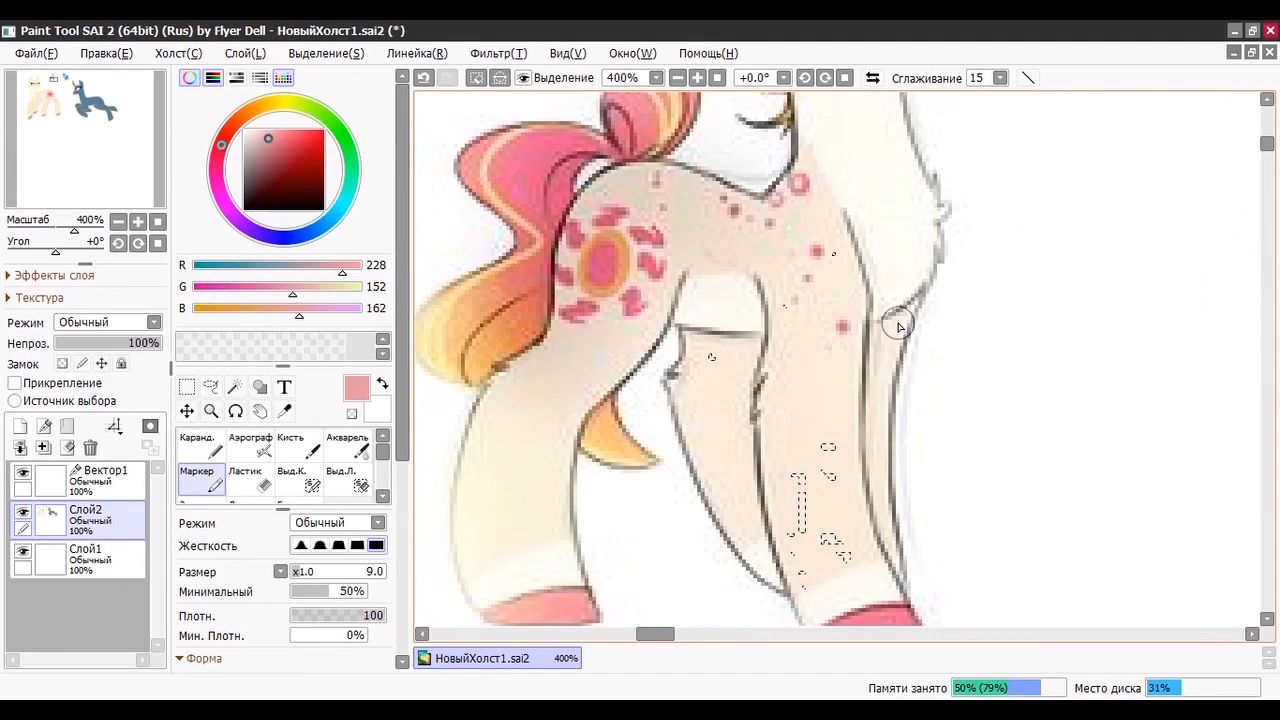 Paint Tool SAI 2 (64bit) (Rus) by Flyer Dell - НовыйХолст1.sai2 (*)
Файл(F) Правка(E) Холст(C) Слой(L) Выделение(S) Линейка(R) Фильтр(T) Вид(V) Окно(W) Помощь(H)
Выделение 400% +0.0° Сглаживание 15
Масштаб 400%
Угол +0°
Эффекты слоя
Текстура
Режим Обычный
Непроз. 100%
Замок
Прикрепление
Источник выбора
Вектор1
Обычный
100%
Слой2
Обычный
100%
Слой1
Обычный
100%
R 228
G 152
B 162
T
Каранд. Аэрограф Кисть Акварель
Маркер Ластик Выд.К. Выд.Л.
Режим Обычный
Жесткость
Размер x1.0 9.0
Минимальный 50%
Плотн. 100
Мин. Плотн. 0%
Форма
НовыйХолст1.sai2 400%
Памяти занято 50% (79%) Место диска 31%